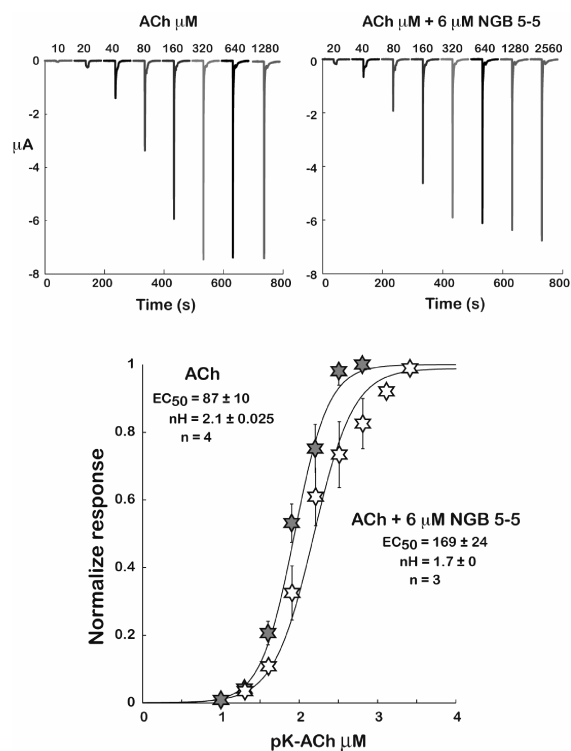 ACh μM
10 20 40 80 160 320 640 1280
0
-2
μA
-4
-6
-8
0 200 400 600 800
Time (s)
ACh μM + 6 μM NGB 5-5
20 40 80 160 320 640 1280 2560
0
-2
-4
-6
-8
0 200 400 600 800
Time (s)
1
0.8
0.6
0.4
0.2
0
Normalize response
ACh
EC50 = 87 ± 10
nH = 2.1 ± 0.025
n = 4
ACh + 6 μM NGB 5-5
EC50 = 169 ± 24
nH = 1.7 ± 0
n = 3
0 1 2 3 4
pK-ACh μM